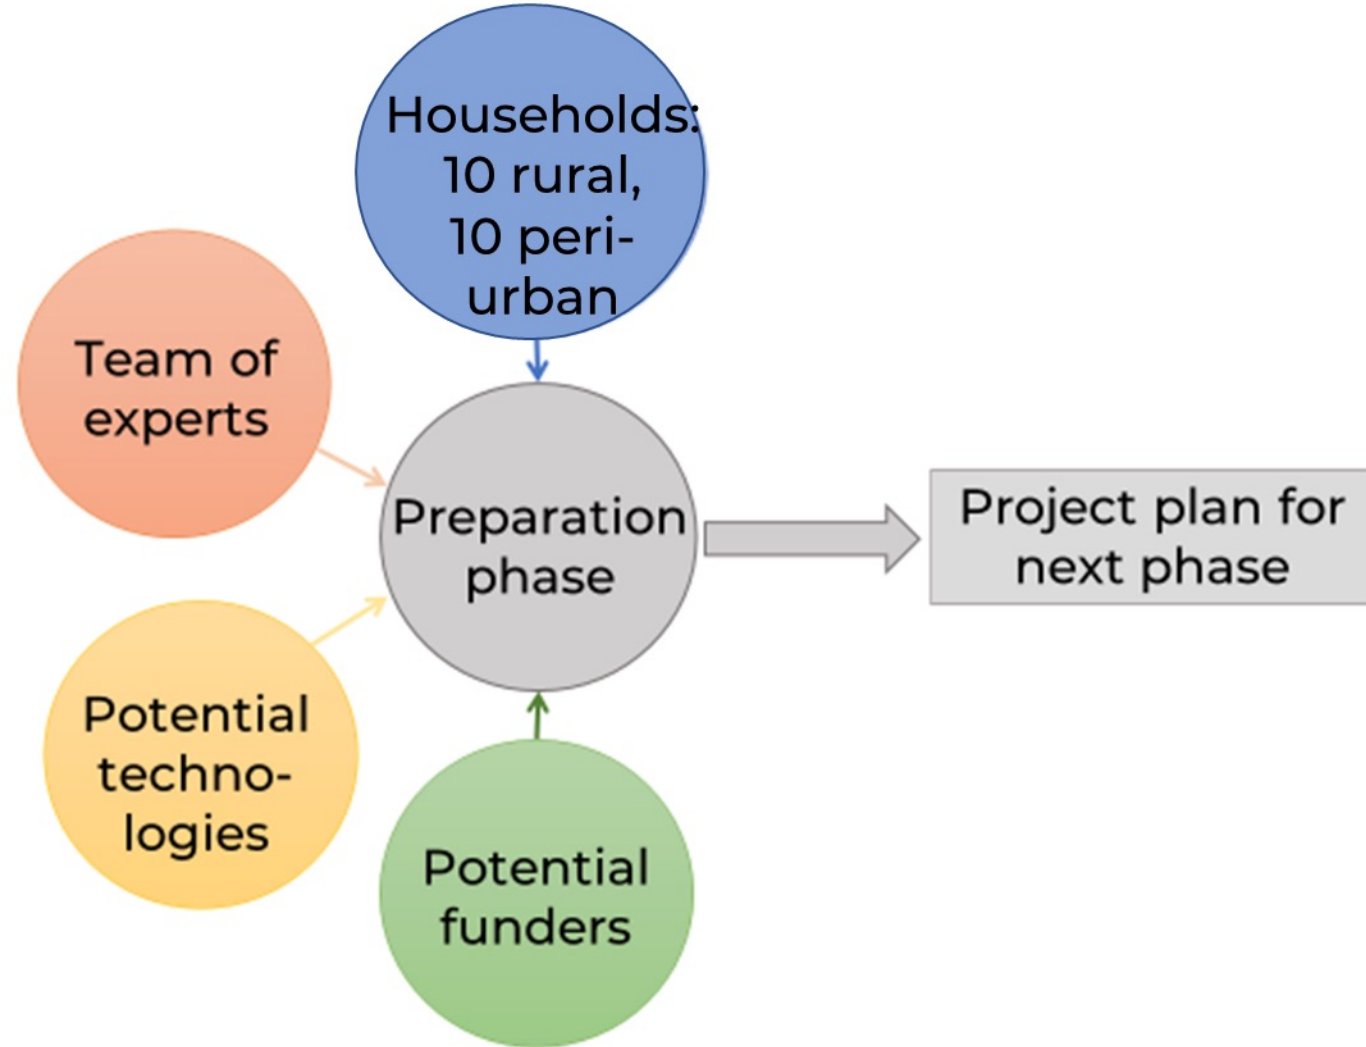 Households:
10 rural,
10 peri-
urban
Team of
experts
Preparation
phase
Project plan for
next phase
Potential
techno-
logies
Potential
funders